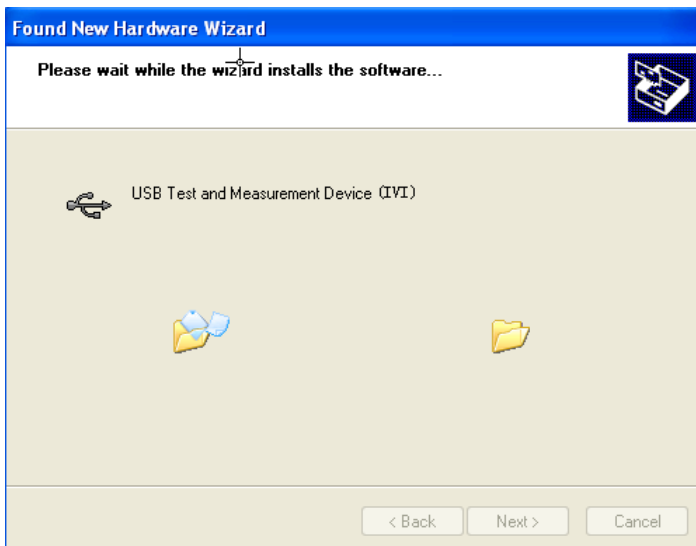 Found New Hardware Wizard
Please wait while the wizard installs the software...
USB Test and Measurement Device (IVI)
< Back
Next >
Cancel